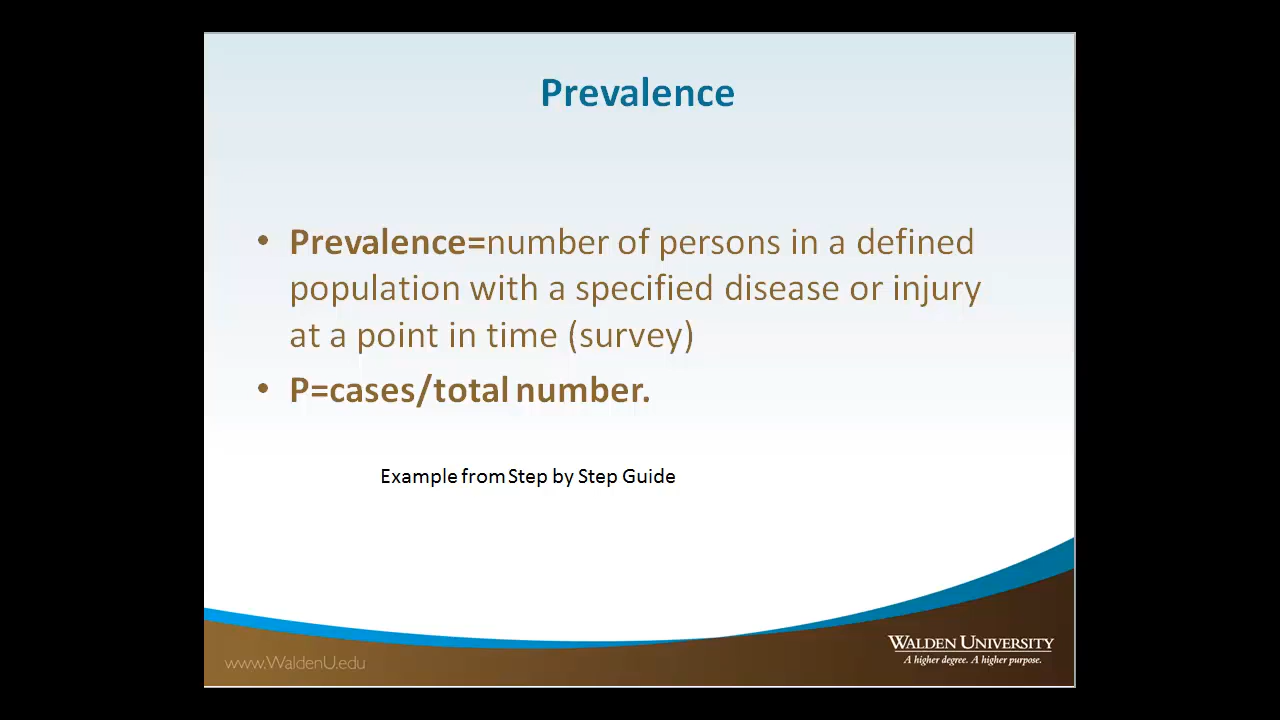 Prevalence
• Prevalence=number of persons in a defined
population with a specified disease or injury
at a point in time (survey)
• P=cases/total number.
Example from Step by Step Guide
www.WaldenU.edu
WALDEN UNIVERSITY
A higher degree. A higher purpose.